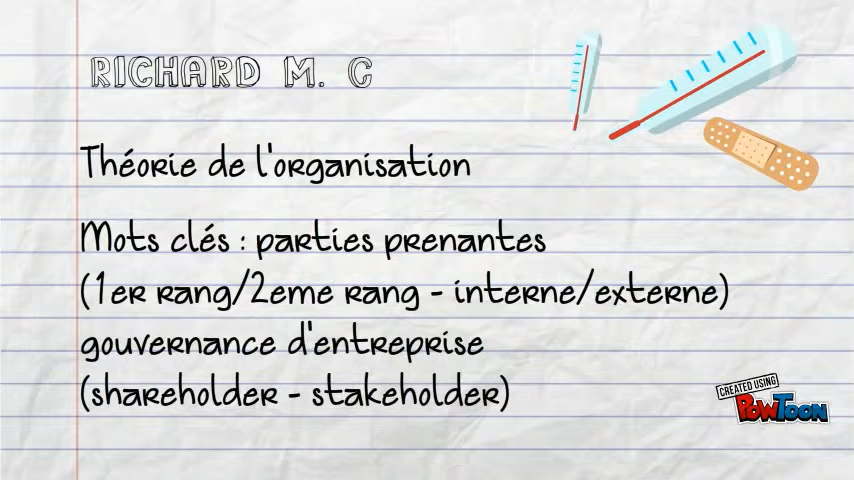 RICHARD M. C
Théorie de l'organisation
Mots clés : parties prenantes
(1er rang/2eme rang - interne/externe)
gouvernance d'entreprise
(shareholder - stakeholder)
CREATED USING
POWTOON